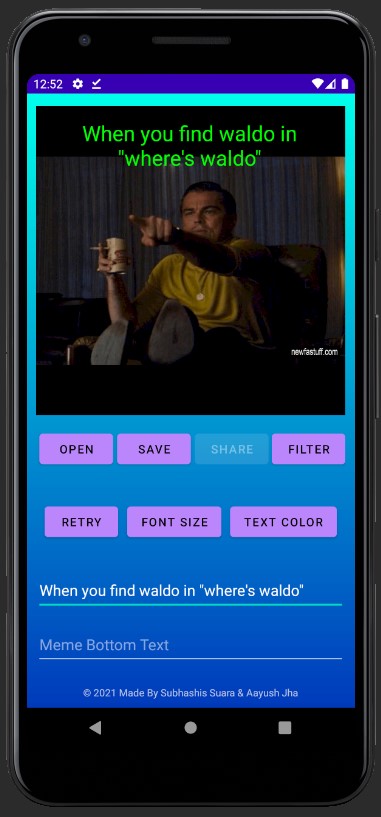 12:52
When you find waldo in
"where's waldo"
newfastuff.com
OPEN SAVE SHARE FILTER
RETRY FONT SIZE TEXT COLOR
When you find waldo in "where's waldo"
Meme Bottom Text
© 2021 Made By Subhashis Suara & Aayush Jha